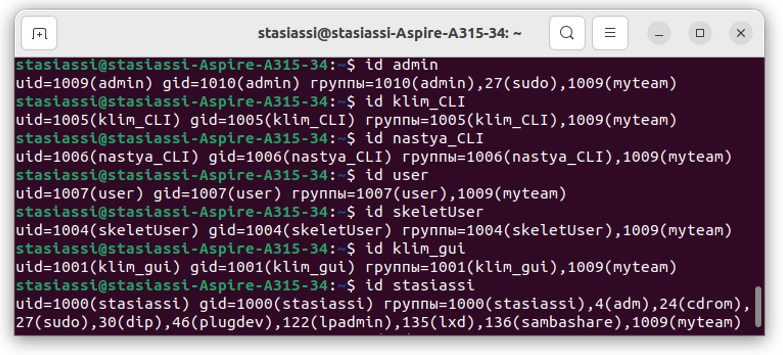 stasiassi@stasiassi-Aspire-A315-34: ~
stasiassi@stasiassi-Aspire-A315-34:~$ id admin
uid=1009(admin) gid=1010(admin) группы=1010(admin),27(sudo),1009(myteam)
stasiassi@stasiassi-Aspire-A315-34:~$ id klim_CLI
uid=1005(klim_CLI) gid=1005(klim_CLI) группы=1005(klim_CLI),1009(myteam)
stasiassi@stasiassi-Aspire-A315-34:~$ id nastya_CLI
uid=1006(nastya_CLI) gid=1006(nastya_CLI) группы=1006(nastya_CLI),1009(myteam)
stasiassi@stasiassi-Aspire-A315-34:~$ id user
uid=1007(user) gid=1007(user) группы=1007(user),1009(myteam)
stasiassi@stasiassi-Aspire-A315-34:~$ id skeletUser
uid=1004(skeletUser) gid=1004(skeletUser) группы=1004(skeletUser),1009(myteam)
stasiassi@stasiassi-Aspire-A315-34:~$ id klim_gui
uid=1001(klim_gui) gid=1001(klim_gui) группы=1001(klim_gui),1009(myteam)
stasiassi@stasiassi-Aspire-A315-34:~$ id stasiassi
uid=1000(stasiassi) gid=1000(stasiassi) группы=1000(stasiassi),4(adm),24(cdrom),
27(sudo),30(dip),46(plugdev),122(lpadmin),135(lxd),136(sambashare),1009(myteam)